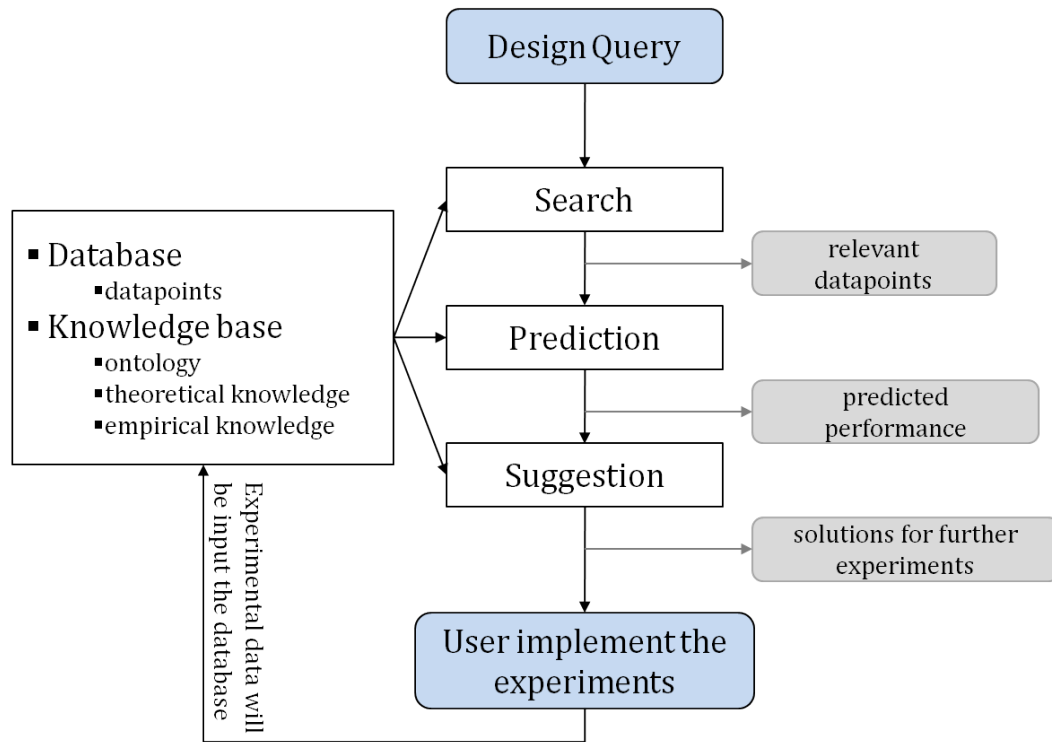 Design Query
Search
▪ Database
▪datapoints
▪ Knowledge base
▪ontology
▪theoretical knowledge
▪empirical knowledge
relevant
datapoints
Prediction
predicted
performance
Suggestion
solutions for further
experiments
User implement the
experiments
Experimental data will
be input the database